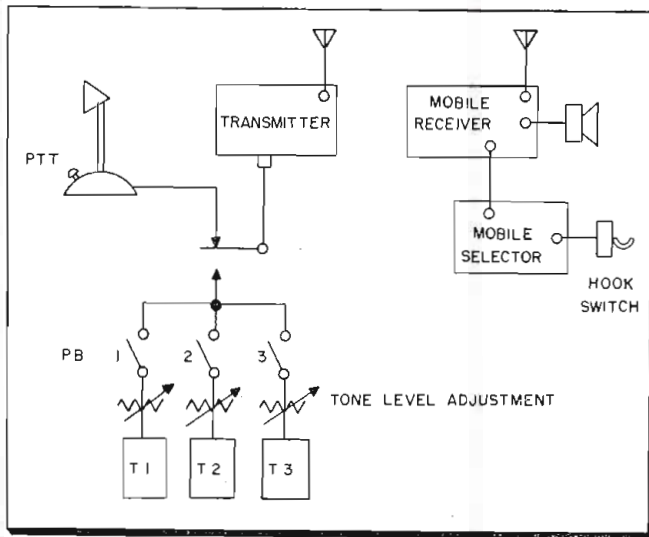 TRANSMITTER
MOBILE
RECEIVER
PTT
MOBILE
SELECTOR
HOOK
SWITCH
PB 1 2 3
TONE LEVEL ADJUSTMENT
T1 T2 T3